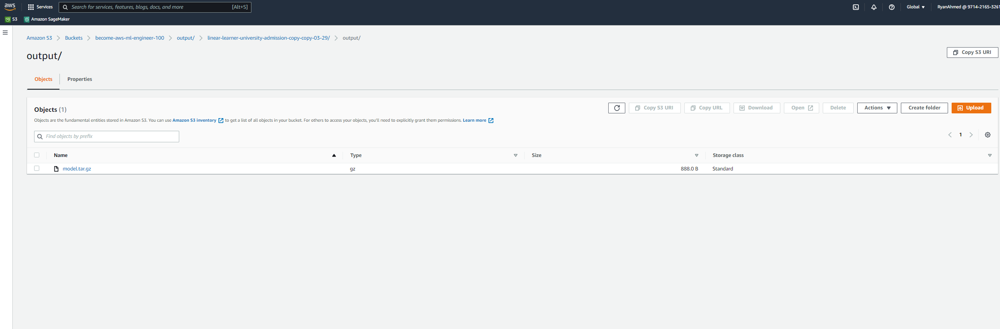 aws Services Search for services, features, blogs, docs, and more [Alt+S] Global RyanAhmed @ 9714-2165-3261
S3 Amazon SageMaker
Amazon S3 Buckets become-aws-ml-engineer-100 output/ linear-learner-university-admission-copy-copy-03-29/ output/
output/ Copy S3 URI
Objects Properties
Objects (1) Copy S3 URI Copy URL Download Open Delete Actions Create folder Upload
Objects are the fundamental entities stored in Amazon S3. You can use Amazon S3 inventory to get a list of all objects in your bucket. For others to access your objects, you'll need to explicitly grant them permissions. Learn more
Find objects by prefix 1
Name Type Size Storage class
model.tar.gz gz 888.0 B Standard